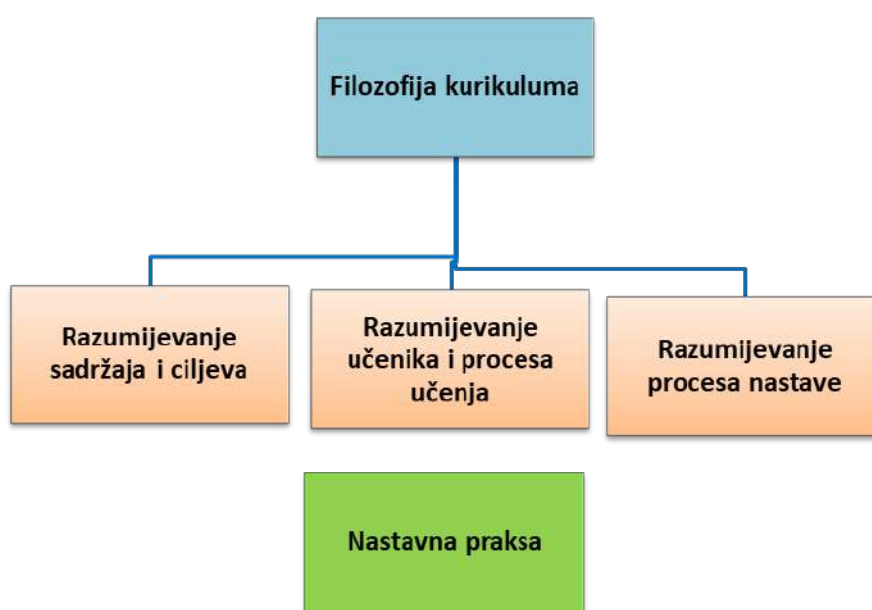 Filozofija kurikuluma
Razumijevanje
sadržaja i ciljeva
Razumijevanje
učenika i procesa
učenja
Razumijevanje
procesa nastave
Nastavna praksa